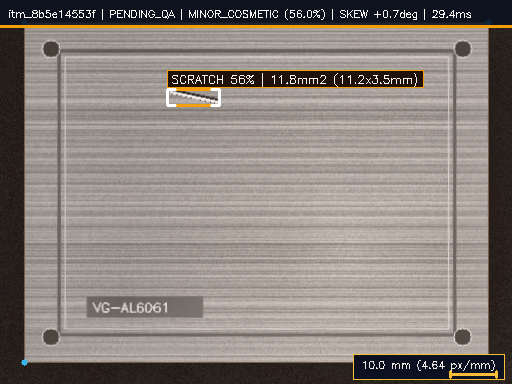 itm_8b5e14553f | PENDING_QA | MINOR_COSMETIC (56.0%) | SKEW +0.7deg | 29.4ms
SCRATCH 56% | 11.8mm2 (11.2x3.5mm)
VG-AL6061
10.0 mm (4.64 px/mm)